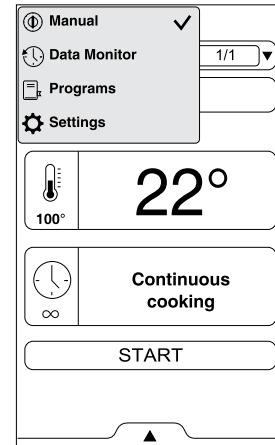 Manual
Data Monitor
1/1
Programs
Settings
100°
22°
∞
Continuous
cooking
START